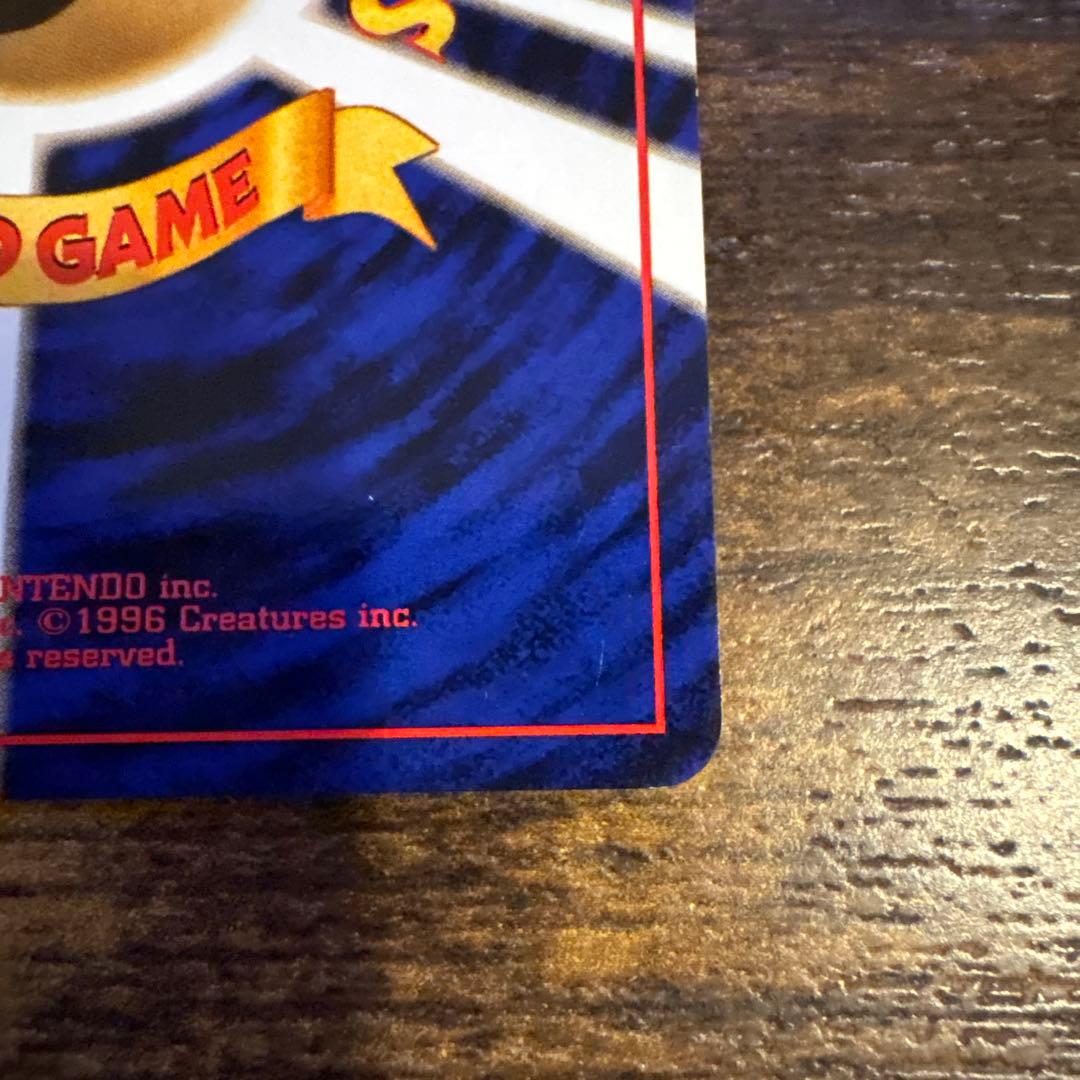 S
GAME
NTENDO inc.
©1996 Creatures inc.
reserved.